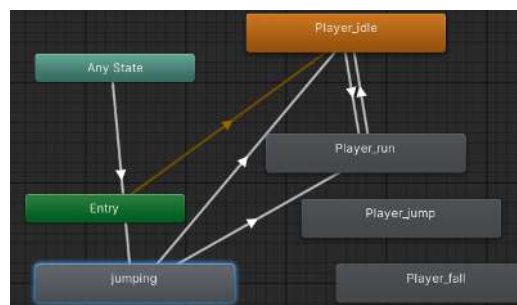 Player_idle
Any State
Player_run
Entry
Player_jump
jumping
Player_fall